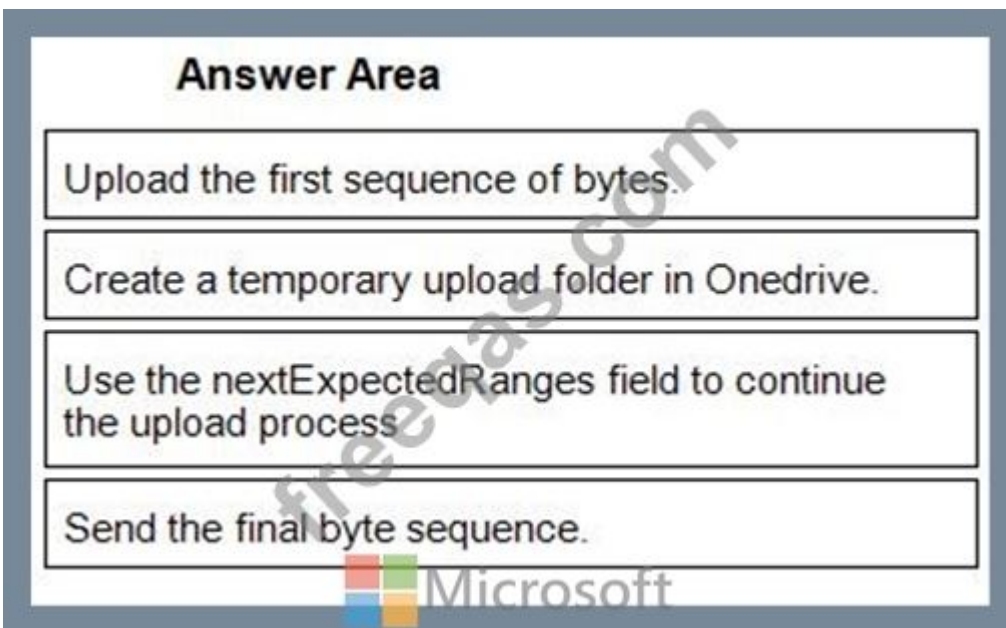 Answer Area
Upload the first sequence of bytes.
Create a temporary upload folder in Onedrive.
Use the nextExpectedRanges field to continue
the upload process
Send the final byte sequence.
freeqas.com
Microsoft